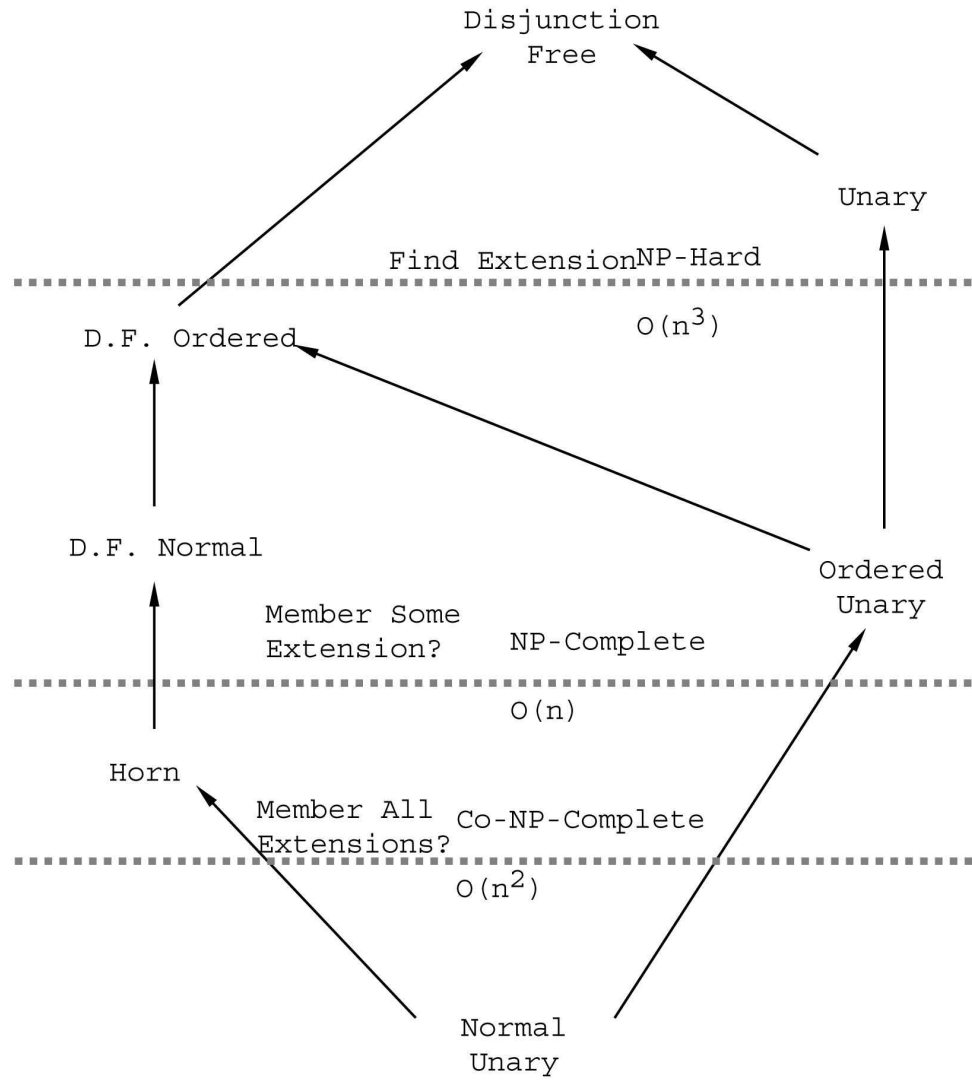 Disjunction
Free
Unary
Find Extension NP-Hard
O(n³)
D.F. Ordered
D.F. Normal
Ordered
Unary
Member Some
Extension?
NP-Complete
O(n)
Horn
Member All
Extensions?
Co-NP-Complete
O(n²)
Normal
Unary